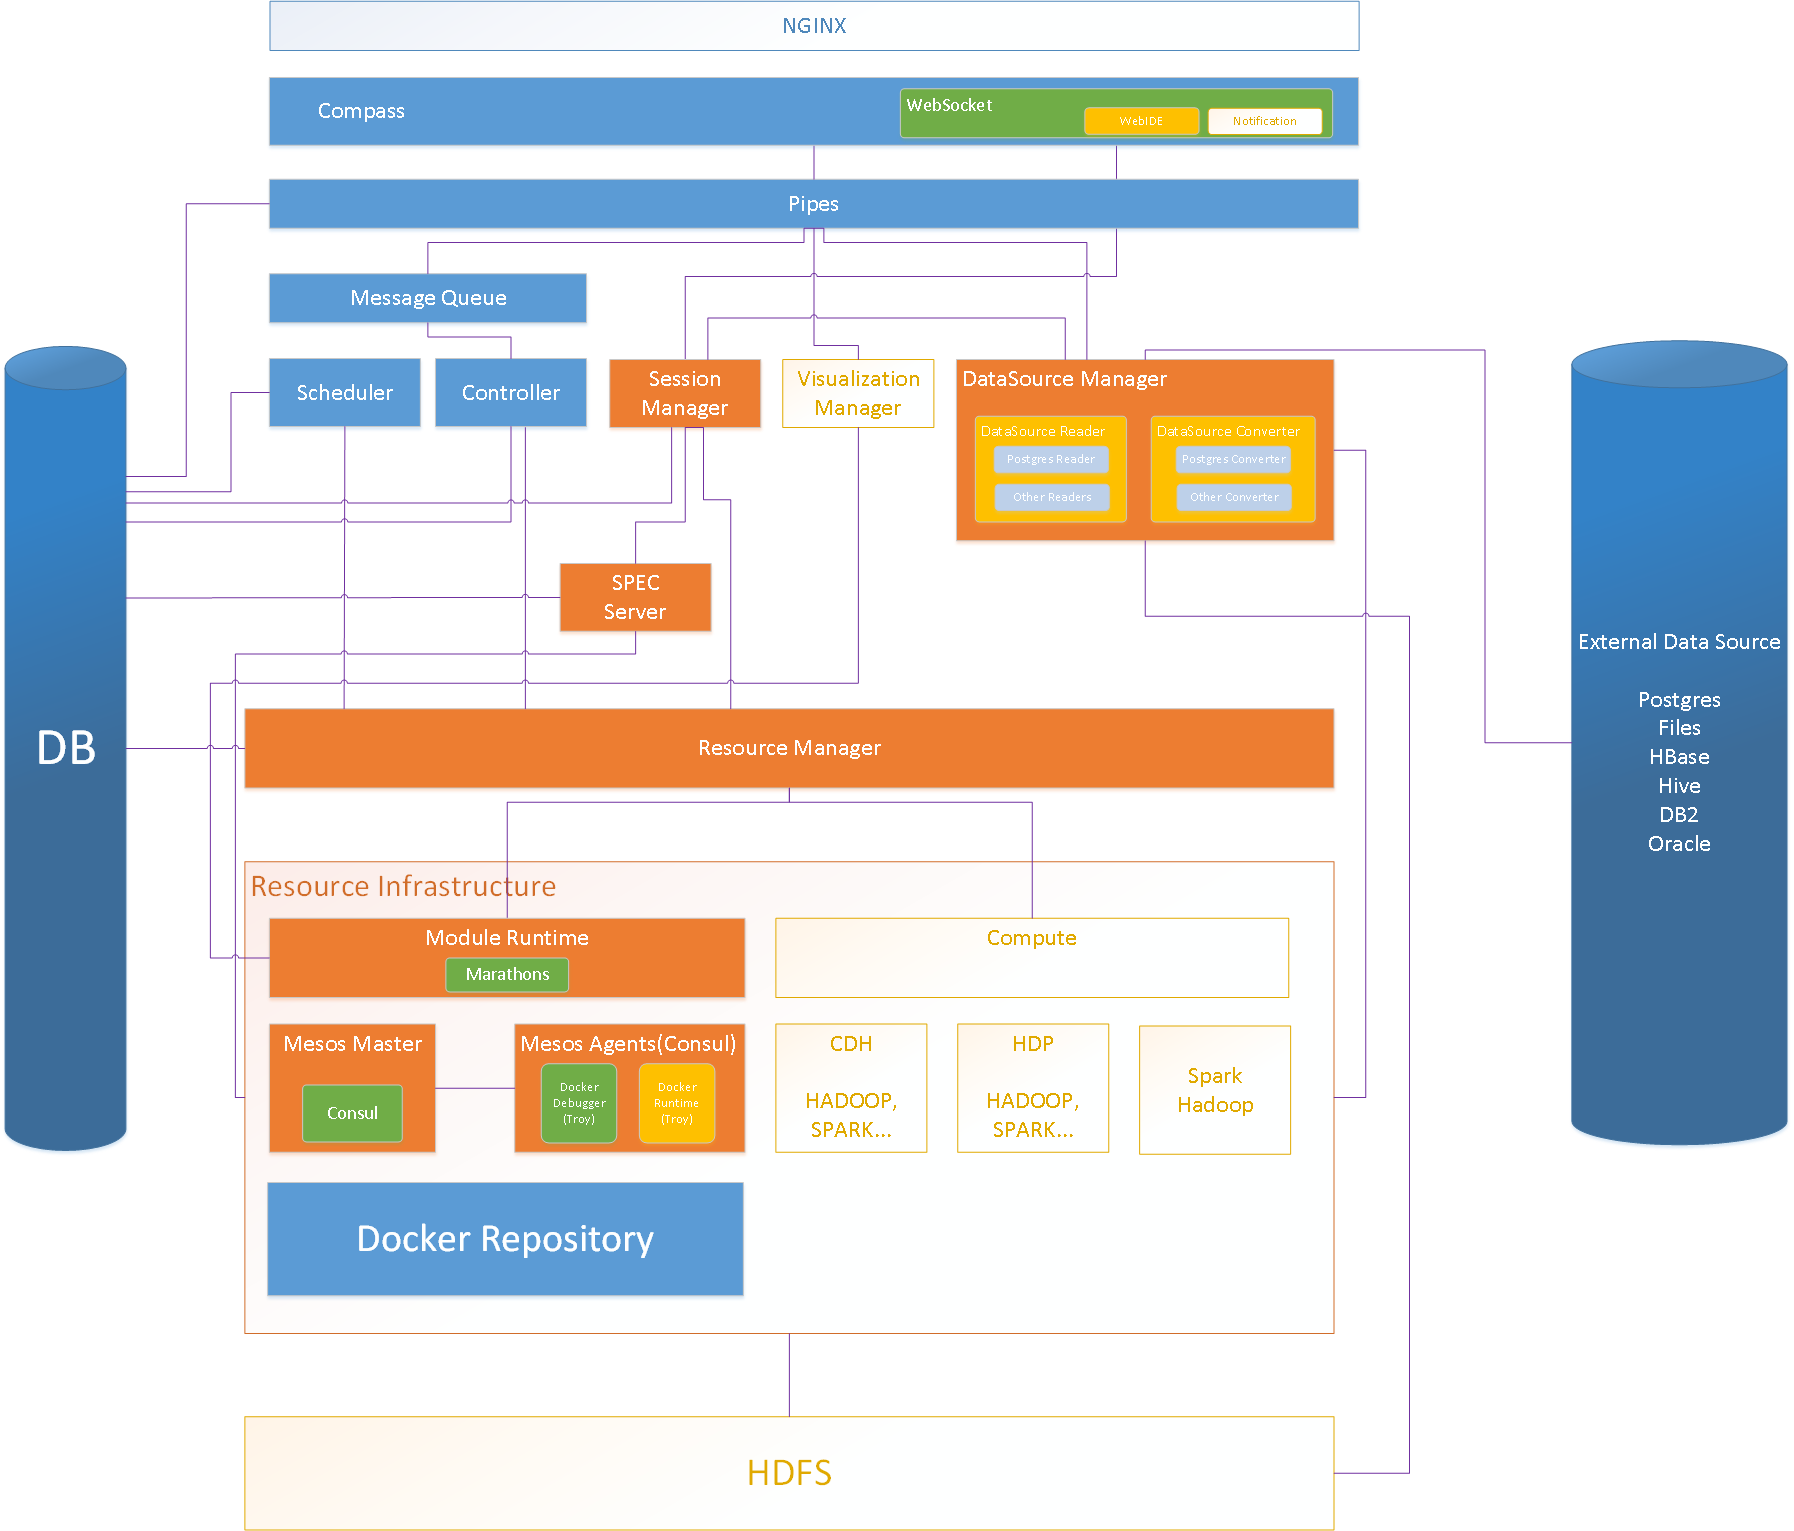 NGINX
Compass
WebSocket
WebIDE
Notification
Pipes
Message Queue
Scheduler
Controller
Session
Manager
Visualization
Manager
DataSource Manager
DataSource Reader
Postgres Reader
Other Readers
DataSource Converter
Postgres Converter
Other Converter
SPEC
Server
DB
Resource Manager
External Data Source
Postgres
Files
HBase
Hive
DB2
Oracle
Resource Infrastructure
Module Runtime
Marathons
Compute
Mesos Master
Consul
Mesos Agents(Consul)
Docker
Debugger
(Troy)
Docker
Runtime
(Troy)
CDH
HADOOP,
SPARK...
HDP
HADOOP,
SPARK...
Spark
Hadoop
Docker Repository
HDFS